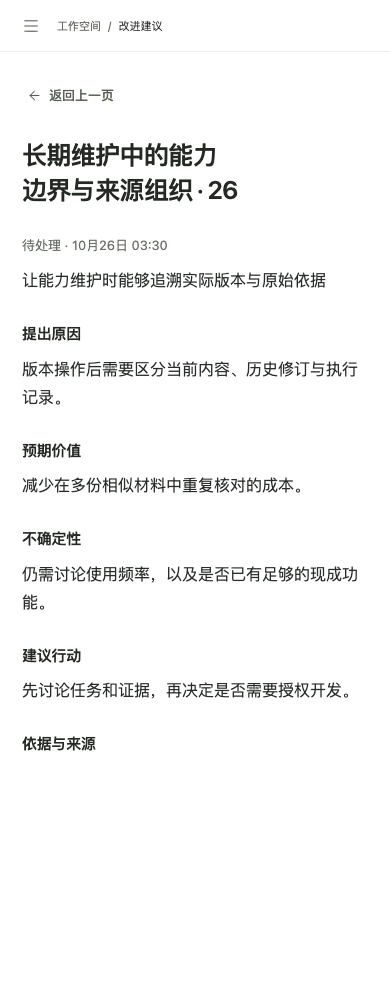 工作空间 / 改进建议
← 返回上一页
长期维护中的能力
边界与来源组织 · 26
待处理 · 10月26日 03:30
让能力维护时能够追溯实际版本与原始依据
提出原因
版本操作后需要区分当前内容、历史修订与执行
记录。
预期价值
减少在多份相似材料中重复核对的成本。
不确定性
仍需讨论使用频率，以及是否已有足够的现成功
能。
建议行动
先讨论任务和证据，再决定是否需要授权开发。
依据与来源